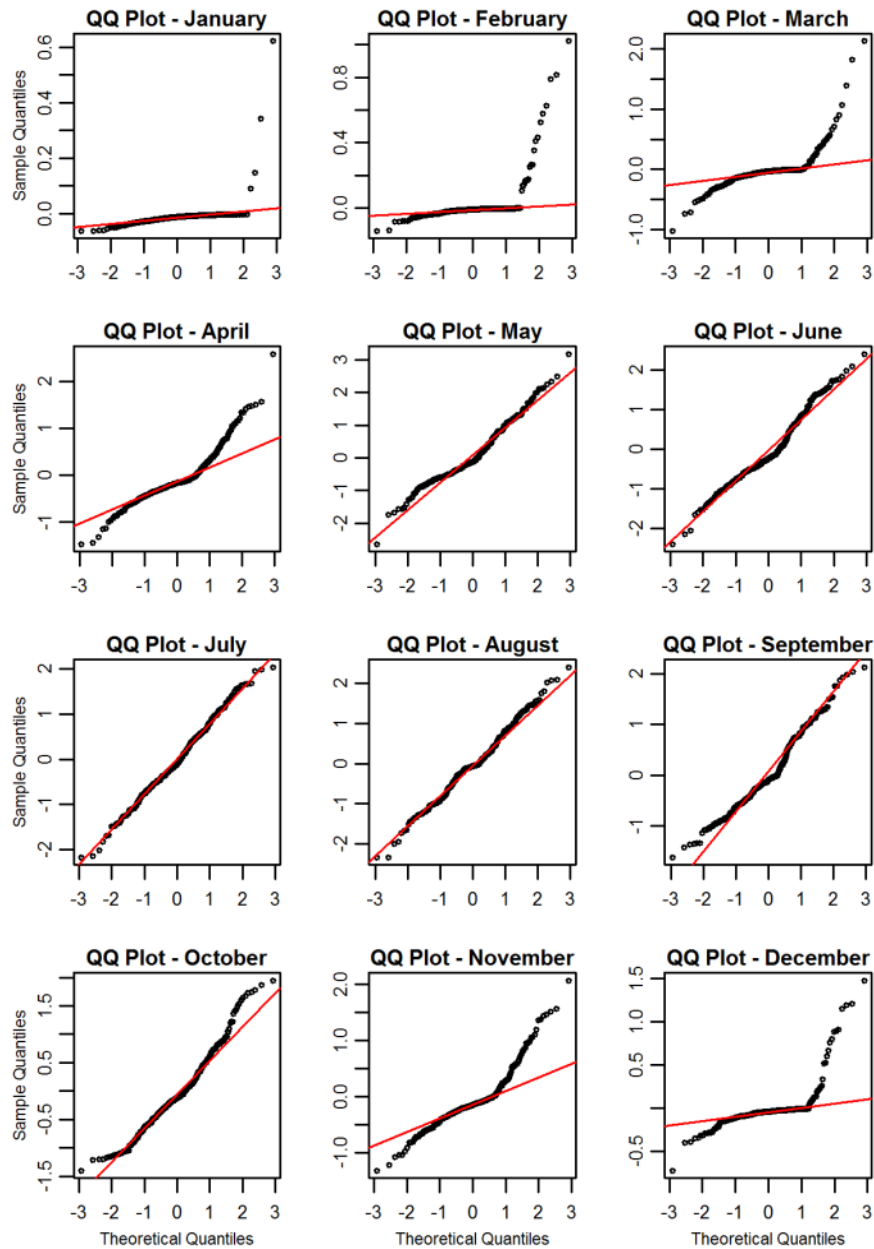 QQ Plot - January
Sample Quantiles
0.6
0.4
0.2
0.0
-3 -2 -1 0 1 2 3
QQ Plot - February
0.8
0.4
0.0
-3 -2 -1 0 1 2 3
QQ Plot - March
2.0
1.0
0.0
-1.0
-3 -2 -1 0 1 2 3
QQ Plot - April
Sample Quantiles
2
1
0
-1
-3 -2 -1 0 1 2 3
QQ Plot - May
3
2
1
0
-1
-2
-3 -2 -1 0 1 2 3
QQ Plot - June
2
1
0
-1
-2
-3 -2 -1 0 1 2 3
QQ Plot - July
Sample Quantiles
2
1
0
-1
-2
-3 -2 -1 0 1 2 3
QQ Plot - August
2
1
0
-1
-2
-3 -2 -1 0 1 2 3
QQ Plot - September
2
1
0
-1
-3 -2 -1 0 1 2 3
QQ Plot - October
Sample Quantiles
1.5
0.5
-0.5
-1.5
-3 -2 -1 0 1 2 3
Theoretical Quantiles
QQ Plot - November
2.0
1.0
0.0
-1.0
-3 -2 -1 0 1 2 3
Theoretical Quantiles
QQ Plot - December
1.5
0.5
-0.5
-3 -2 -1 0 1 2 3
Theoretical Quantiles